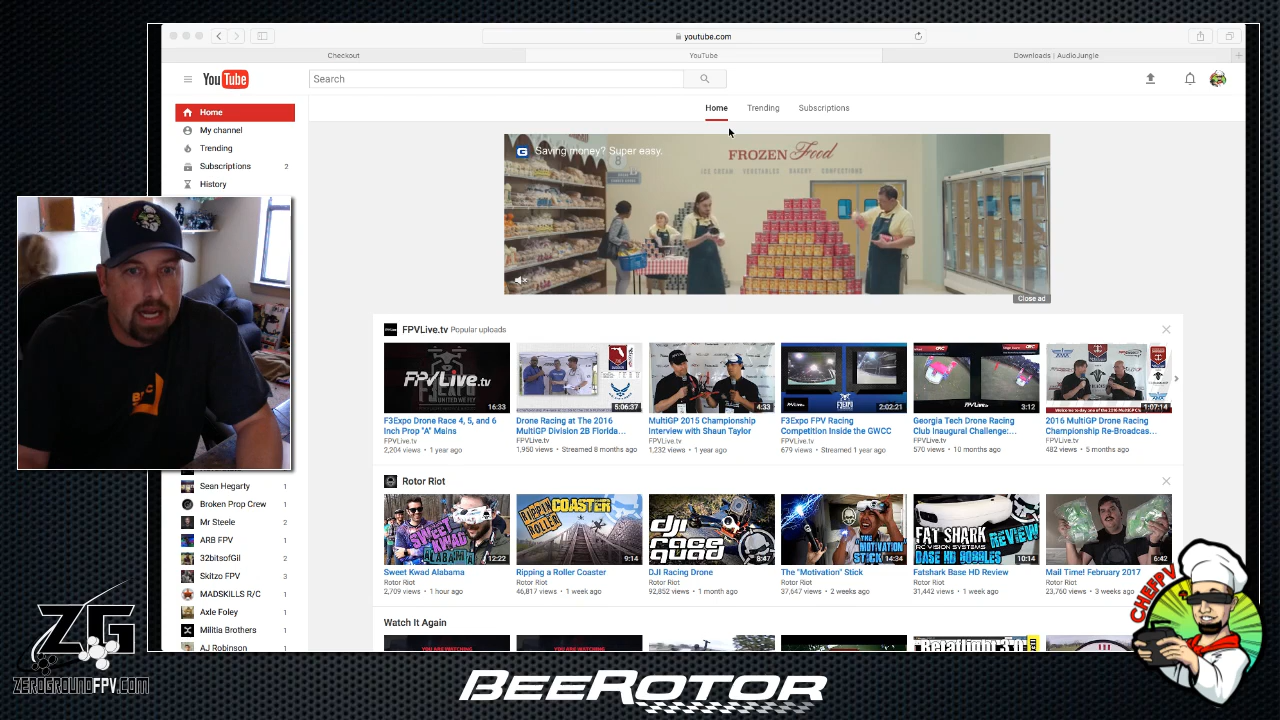 youtube.com
Checkout
YouTube
Downloads | AudioJungle
YouTube
Search
Home
Trending
Subscriptions
Home
My channel
Trending
Subscriptions 2
History
Saving money? Super easy.
FROZEN Food
ICE CREAM VEGETABLES BAKERY CONFECTIONS
Close ad
FPVLive.tv Popular uploads
FPVLIVE.tv
16:33
5:06:37
4:33
2:02:21
3:12
1:07:14
F3Expo Drone Race 4, 5, and 6 Inch Prop "A" Mains
FPVLive.tv
2,204 views • 1 year ago
Drone Racing at The 2016 MultiGP Division 2B Florida...
FPVLive.tv
1,950 views • Streamed 8 months ago
MultiGP 2015 Championship Interview with Shaun Taylor
FPVLive.tv
1,232 views • 1 year ago
F3Expo FPV Racing Competition Inside the GWCC
FPVLive.tv
679 views • Streamed 1 year ago
Georgia Tech Drone Racing Club Inaugural Challenge:...
FPVLive.tv
570 views • 10 months ago
2016 MultiGP Drone Racing Championship Re-Broadcas...
FPVLive.tv
482 views • 5 months ago
Rotor Riot
SWEET KWAD ALABAMA
12:22
RIPPIN' ROLLER COASTER
9:14
dji RACE QUAD
8:47
THE "MOTIVATION" STICK
14:34
FAT SHARK
RC VISION SYSTEMS
REVIEW
BASE HD GOGGLES
10:14
6:42
Sweet Kwad Alabama
Rotor Riot
2,709 views • 1 hour ago
Ripping a Roller Coaster
Rotor Riot
46,817 views • 1 week ago
DJI Racing Drone
Rotor Riot
92,852 views • 1 month ago
The "Motivation" Stick
Rotor Riot
37,647 views • 2 weeks ago
Fatshark Base HD Review
Rotor Riot
31,442 views • 1 week ago
Mail Time! February 2017
Rotor Riot
23,760 views • 3 weeks ago
Watch It Again
YOU ARE WATCHING
YOU ARE WATCHING
Sean Hegarty 1
Broken Prop Crew 1
Mr Steele 2
ARB FPV 1
32bitsofGil 2
Skitzo FPV 3
MADSKILLS R/C 1
Axle Foley 1
Militia Brothers 1
AJ Robinson 1
ZG
ZEROGROUNDFPV.COM
BEEROTOR
CHEFPV